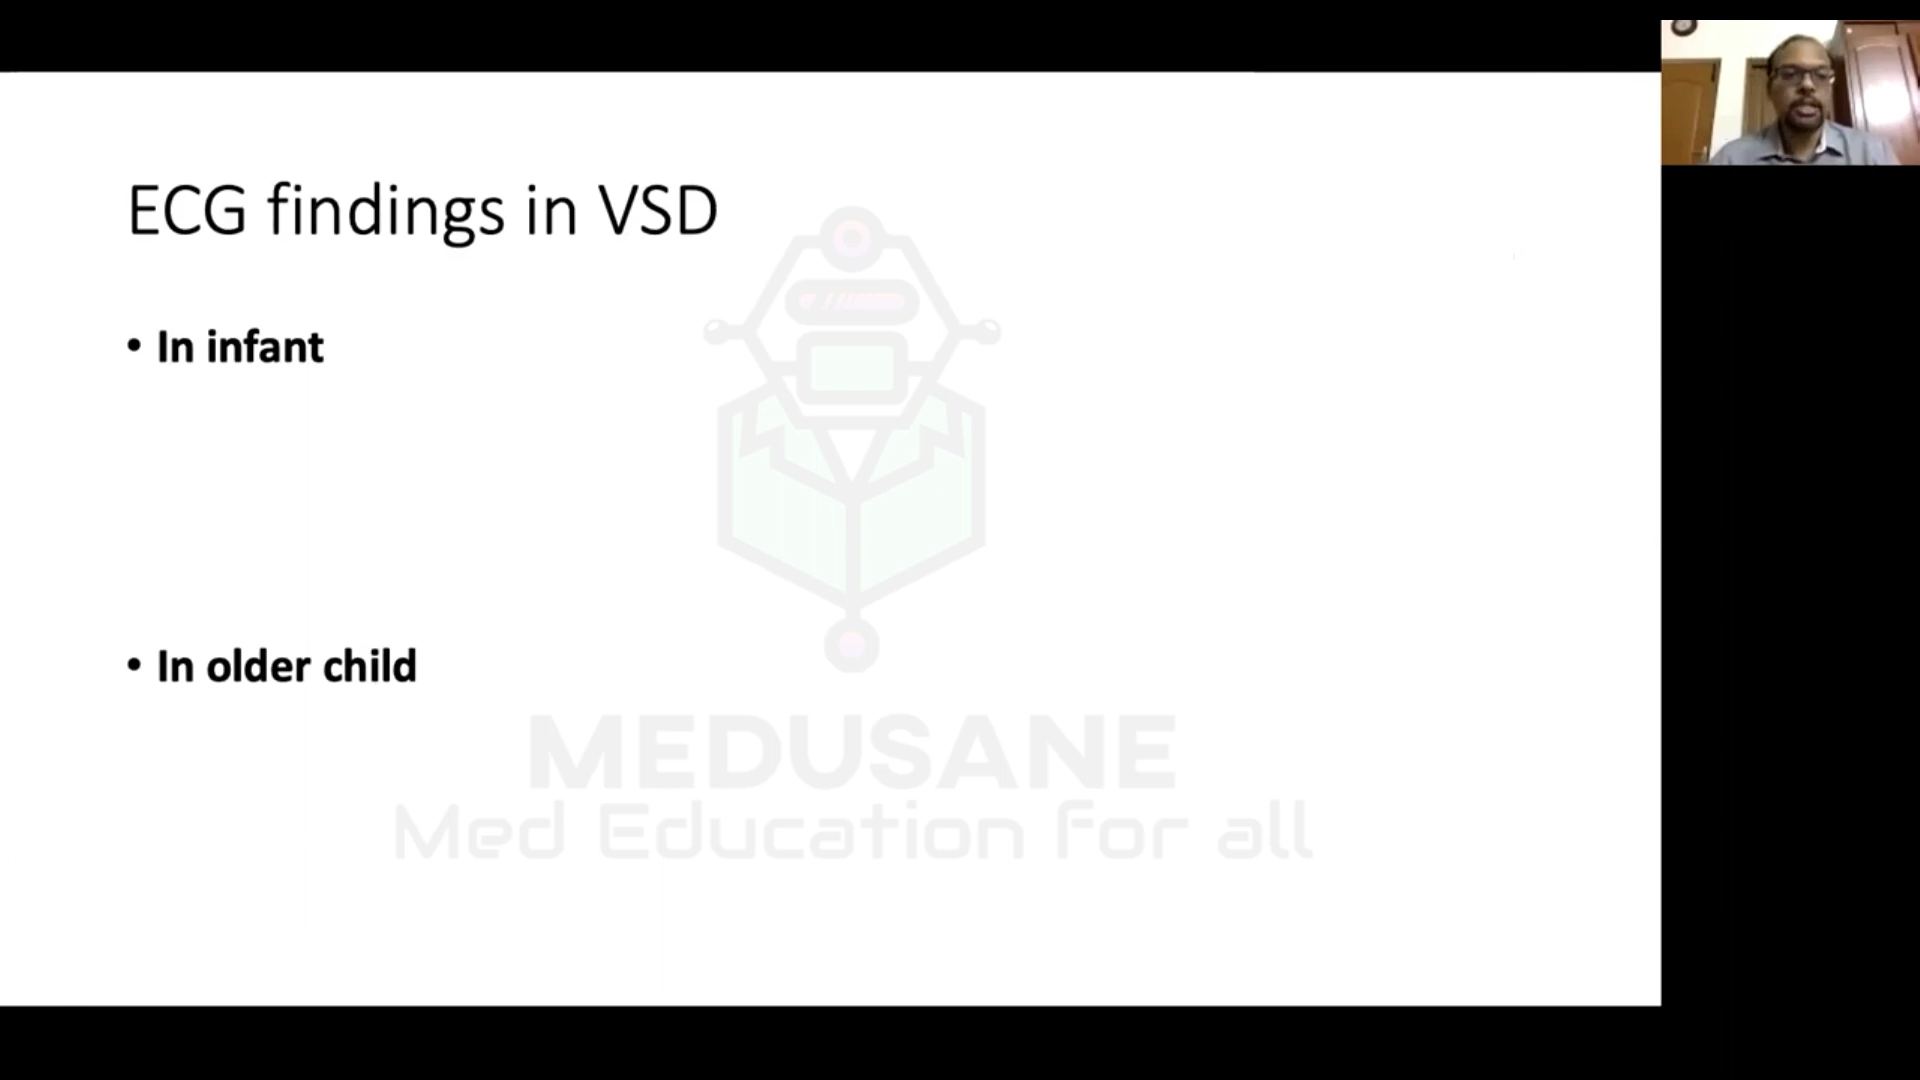 ECG findings in VSD
• In infant
• In older child
MEDUSANE
Med Education for all